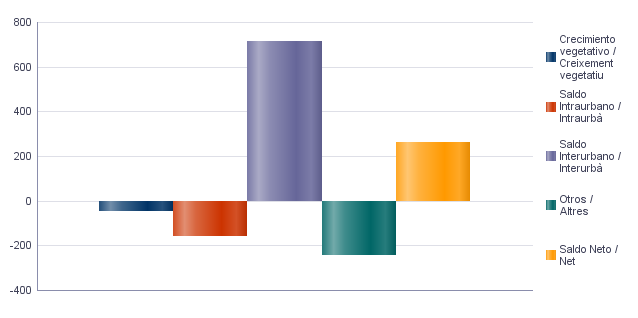 800
600
400
200
0
-200
-400
Crecimiento
vegetativo /
Creixement
vegetatiu
Saldo
Intraurbano /
Intraurbà
Saldo
Interurbano /
Interurbà
Otros /
Altres
Saldo Neto /
Net